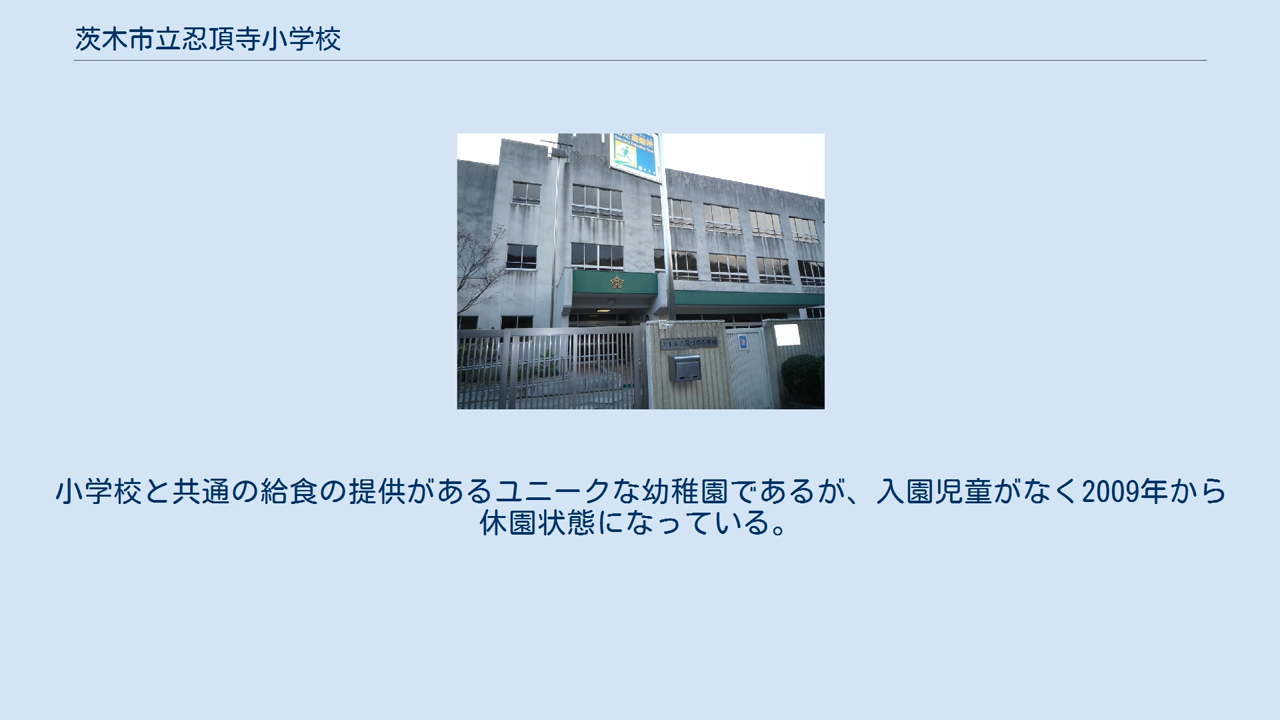 茨木市立忍頂寺小学校
小学校と共通の給食の提供があるユニークな幼稚園であるが、入園児童がなく2009年から
休園状態になっている。